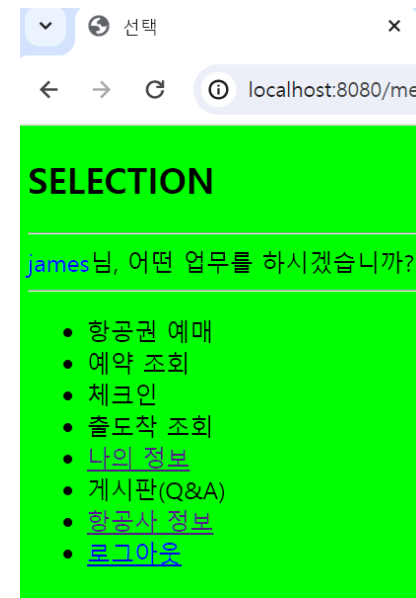 선택
localhost:8080/me
SELECTION
james님, 어떤 업무를 하시겠습니까?
항공권 예매
예약 조회
체크인
출도착 조회
나의 정보
게시판(Q&A)
항공사 정보
로그아웃